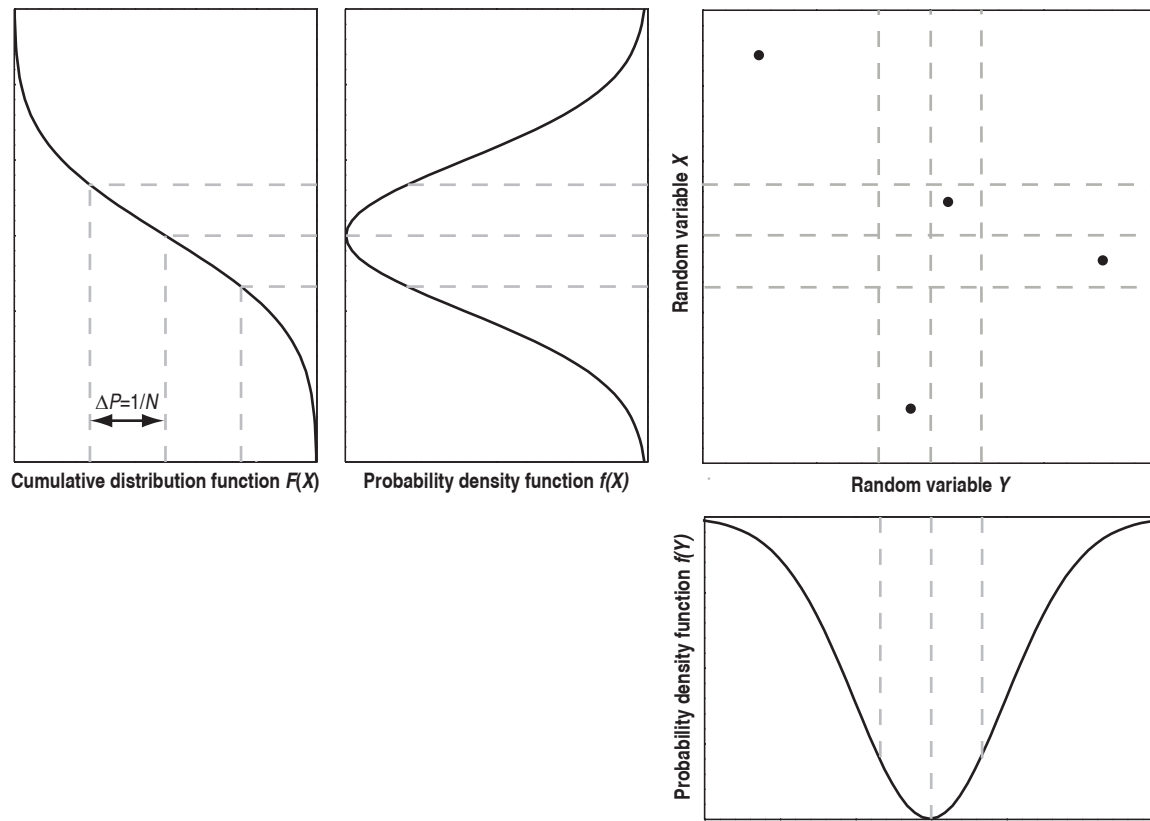 Random variable X
ΔP=1/N
Cumulative distribution function F(X)
Probability density function f(X)
Random variable Y
Probability density function f(Y)